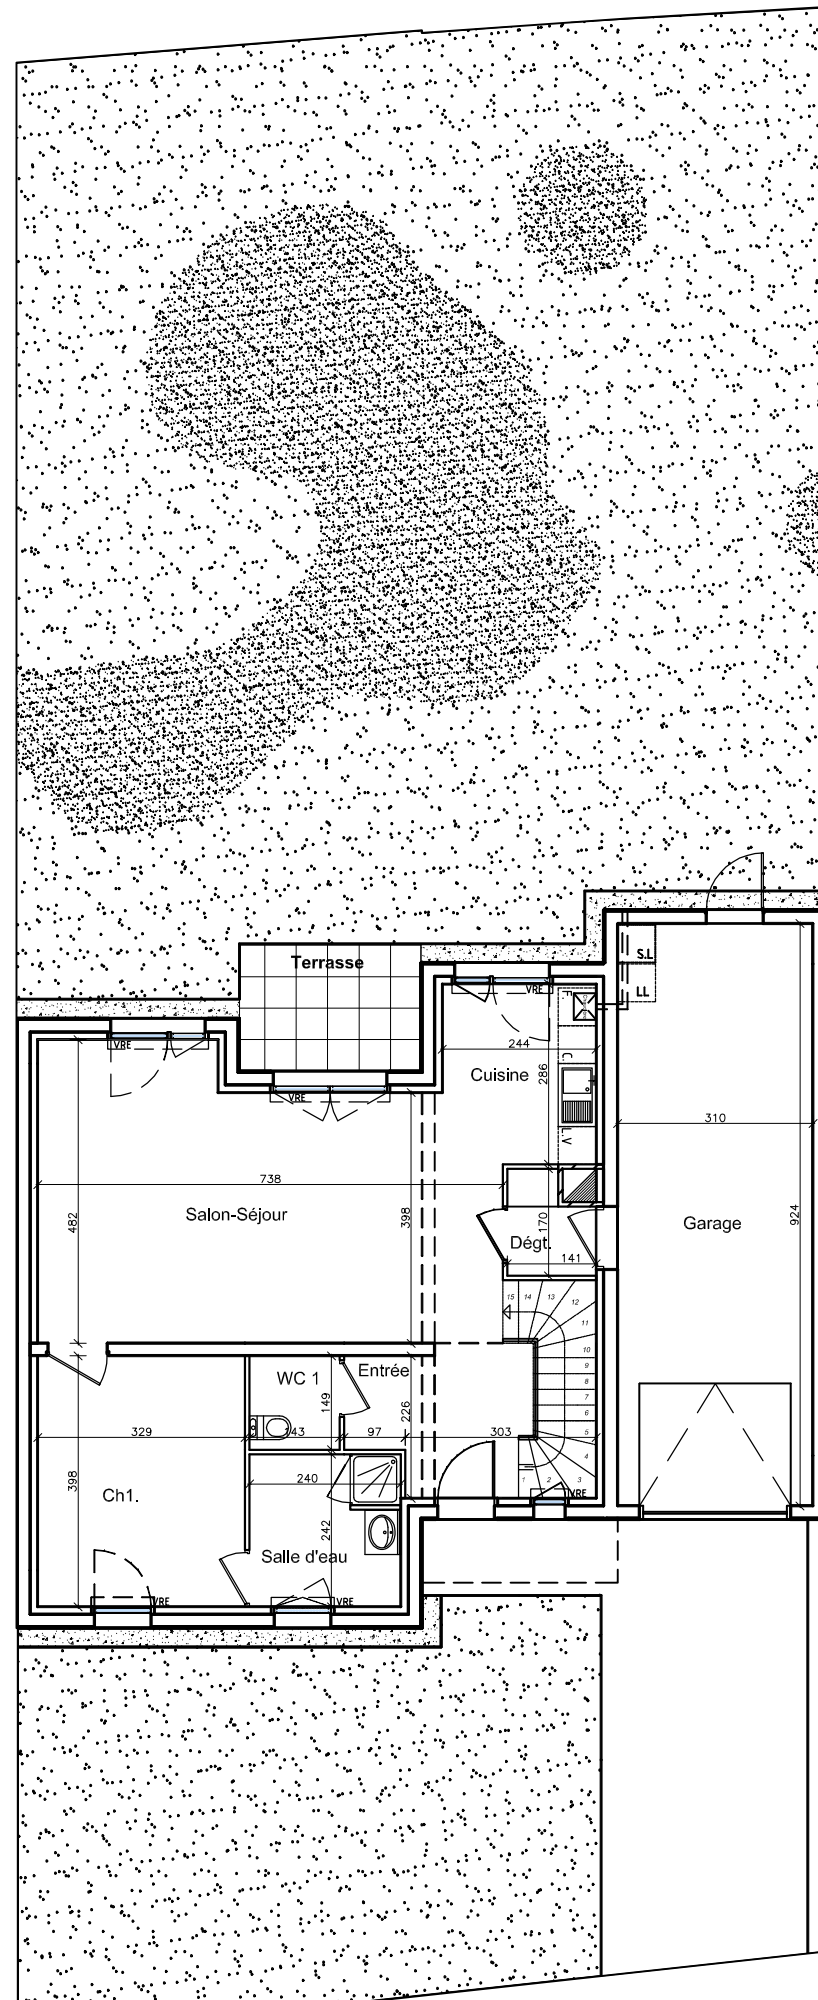 Terrasse
S.L
LL
VRE
F.
VRE
244
Cuisine
286
C.
VRE
L.V
310
738
482
Salon-Séjour
398
170
Dégt.
141
Garage
924
15
14
13
12
11
10
9
8
7
6
5
4
3
2
1
Entrée
WC 1
149
226
329
143
97
303
398
240
Ch1.
VRE
242
Salle d'eau
VRE
VRE